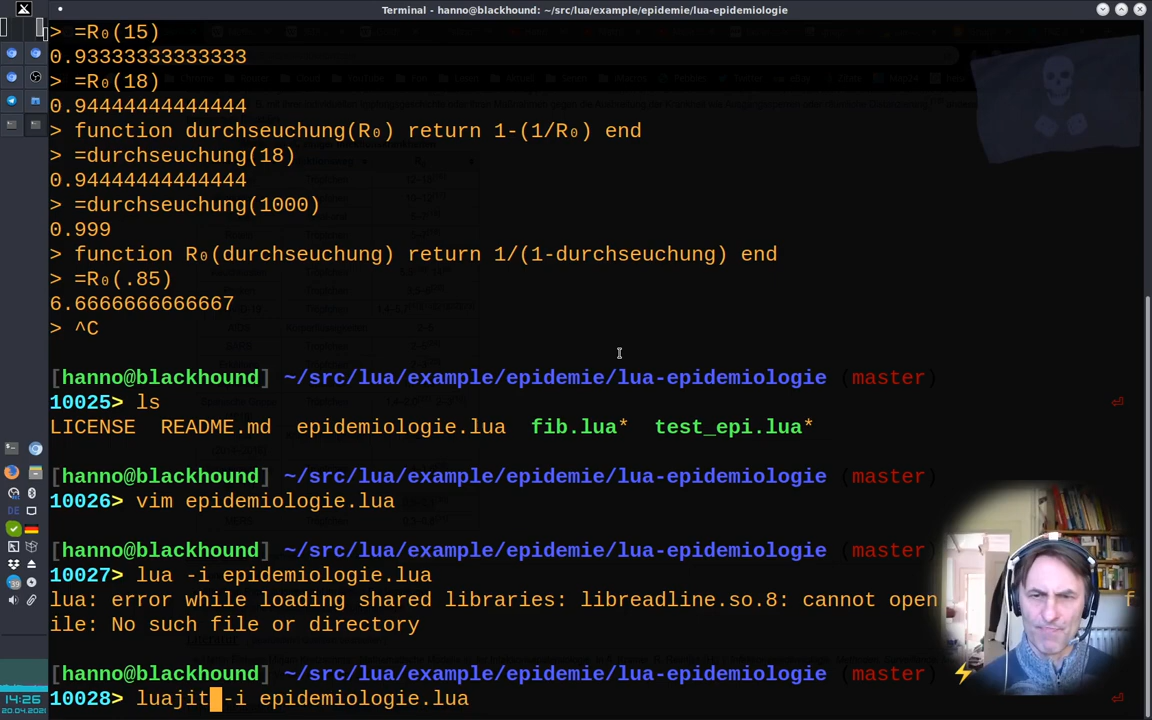 Terminal - hanno@blackhound: ~/src/lua/example/epidemie/lua-epidemiologie
> =R₀(15)
0.93333333333333
> =R₀(18)
0.94444444444444
> function durchseuchung(R₀) return 1-(1/R₀) end
> =durchseuchung(18)
0.94444444444444
> =durchseuchung(1000)
0.999
> function R₀(durchseuchung) return 1/(1-durchseuchung) end
> =R₀(.85)
6.6666666666667
> ^C
[hanno@blackhound] ~/src/lua/example/epidemie/lua-epidemiologie (master)
10025> ls
LICENSE README.md epidemiologie.lua fib.lua* test_epi.lua*
[hanno@blackhound] ~/src/lua/example/epidemie/lua-epidemiologie (master)
10026> vim epidemiologie.lua
[hanno@blackhound] ~/src/lua/example/epidemie/lua-epidemiologie (master)
10027> lua -i epidemiologie.lua
lua: error while loading shared libraries: libreadline.so.8: cannot open f
ile: No such file or directory
[hanno@blackhound] ~/src/lua/example/epidemie/lua-epidemiologie (master)
10028> luajit -i epidemiologie.lua
DE
14:26
20.04.2021